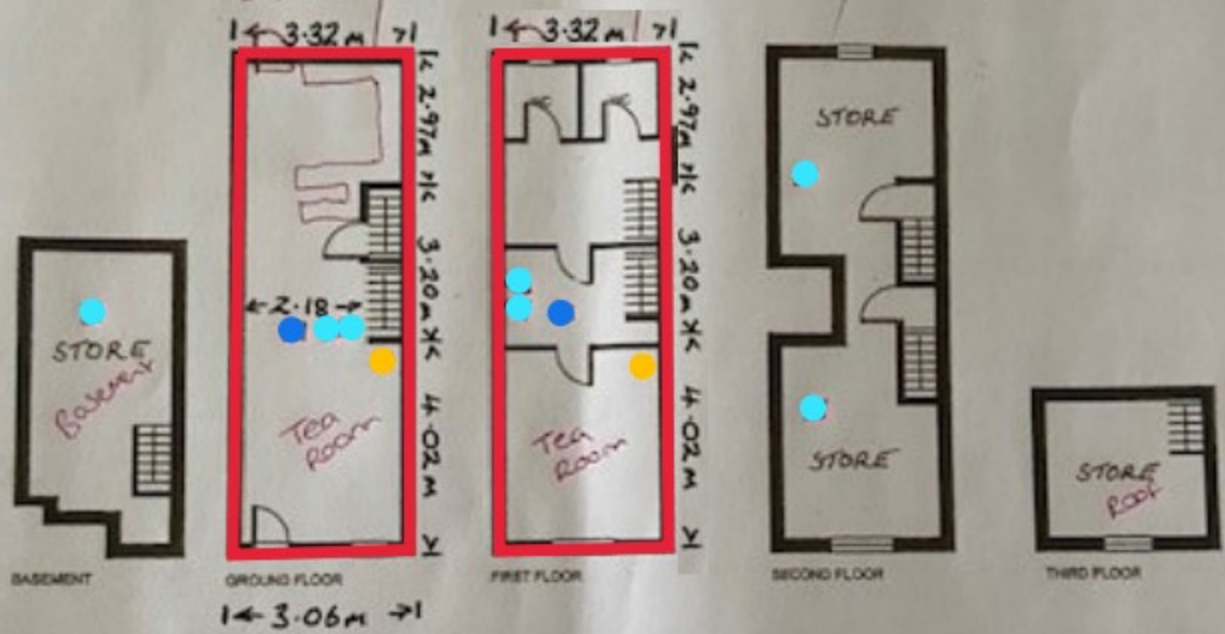 3.32m
3.32m
2.97m
2.97m
STORE
3.20m
3.20m
2.18
STORE
Basement
Tea
Room
4.02m
Tea
Room
4.02m
STORE
STORE
Roof
BASEMENT
GROUND FLOOR
FIRST FLOOR
SECOND FLOOR
THIRD FLOOR
3.06m